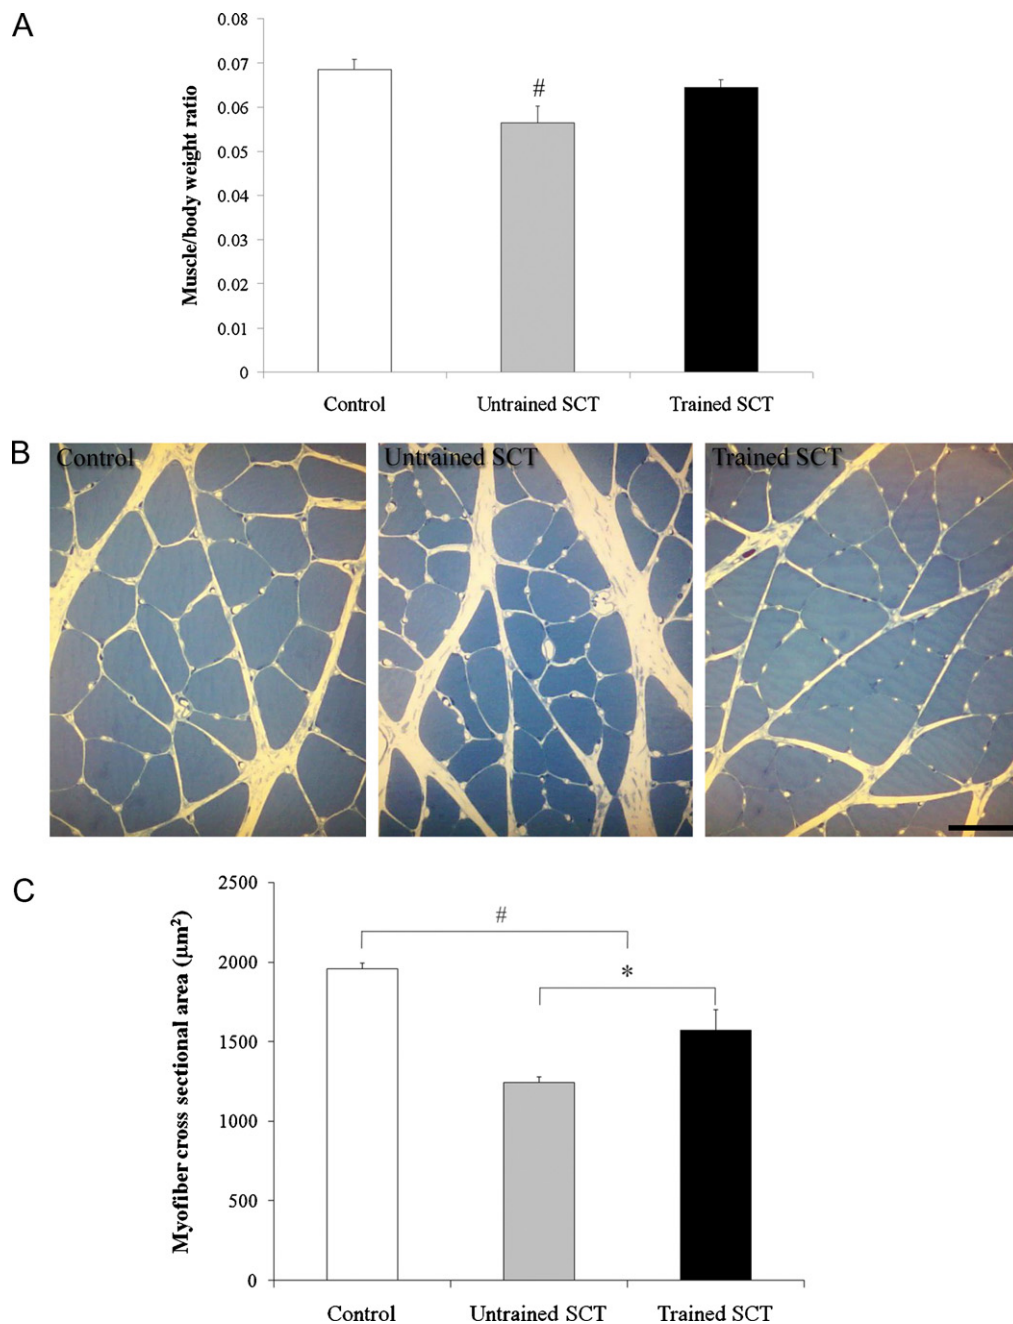 A
0.08
0.07
0.06
0.05
0.04
0.03
0.02
0.01
0
Muscle/body weight ratio
#
Control
Untrained SCT
Trained SCT
B
Control
Untrained SCT
Trained SCT
C
2500
2000
1500
1000
500
0
Myofiber cross sectional area (µm²)
#
*
Control
Untrained SCT
Trained SCT